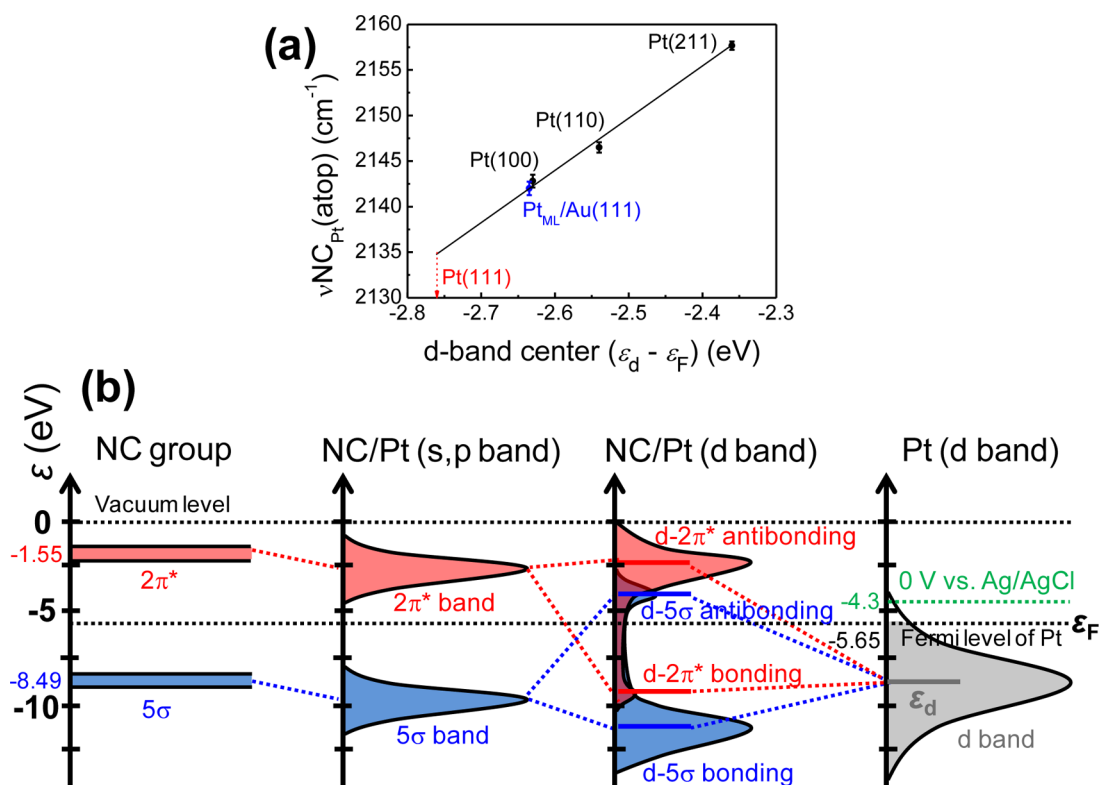 (a)
νNC_Pt(atop) (cm⁻¹)
2160
2155
2150
2145
2140
2135
2130
Pt(211)
Pt(110)
Pt(100)
Pt_ML/Au(111)
Pt(111)
-2.8 -2.7 -2.6 -2.5 -2.4 -2.3
d-band center (ε_d - ε_F) (eV)
(b)
ε (eV)
NC group
NC/Pt (s,p band)
NC/Pt (d band)
Pt (d band)
Vacuum level
0
-1.55
2π*
-5
-8.49
5σ
-10
2π* band
5σ band
d-2π* antibonding
d-5σ antibonding
d-2π* bonding
d-5σ bonding
0 V vs. Ag/AgCl
-4.3
ε_F
-5.65
Fermi level of Pt
ε_d
d band